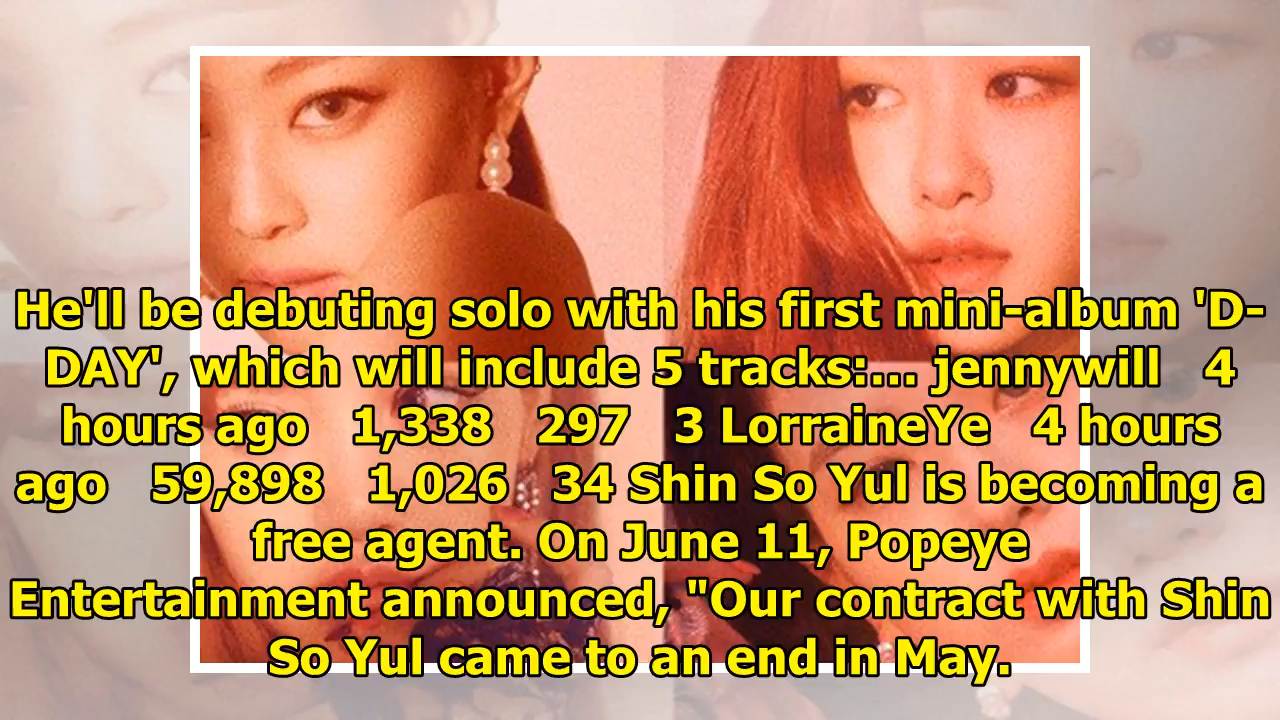 He'll be debuting solo with his first mini-album 'D-
DAY', which will include 5 tracks:... jennywill   4
hours ago   1,338   297   3 LorraineYe   4 hours
ago   59,898   1,026   34 Shin So Yul is becoming a
free agent. On June 11, Popeye
Entertainment announced, "Our contract with Shin
So Yul came to an end in May.